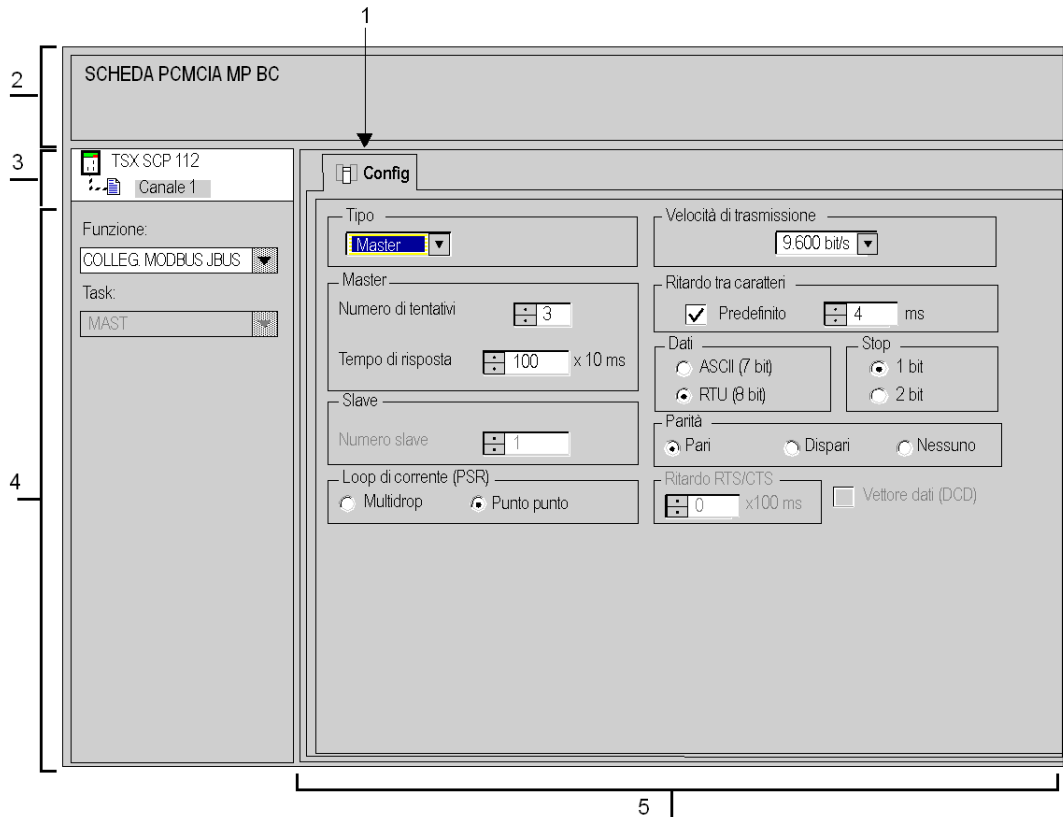 1
2
SCHEDA PCMCIA MP BC
3
TSX SCP 112
Canale 1
Config
4
Funzione:
COLLEG. MODBUS JBUS
Task:
MAST
Tipo
Master
Master
Numero di tentativi
3
Tempo di risposta
100 x 10 ms
Slave
Numero slave
1
Loop di corrente (PSR)
Multidrop
Punto punto
Velocità di trasmissione
9.600 bit/s
Ritardo tra caratteri
Predefinito
4 ms
Dati
ASCII (7 bit)
RTU (8 bit)
Stop
1 bit
2 bit
Parità
Pari
Dispari
Nessuno
Ritardo RTS/CTS
0 x100 ms
Vettore dati (DCD)
5